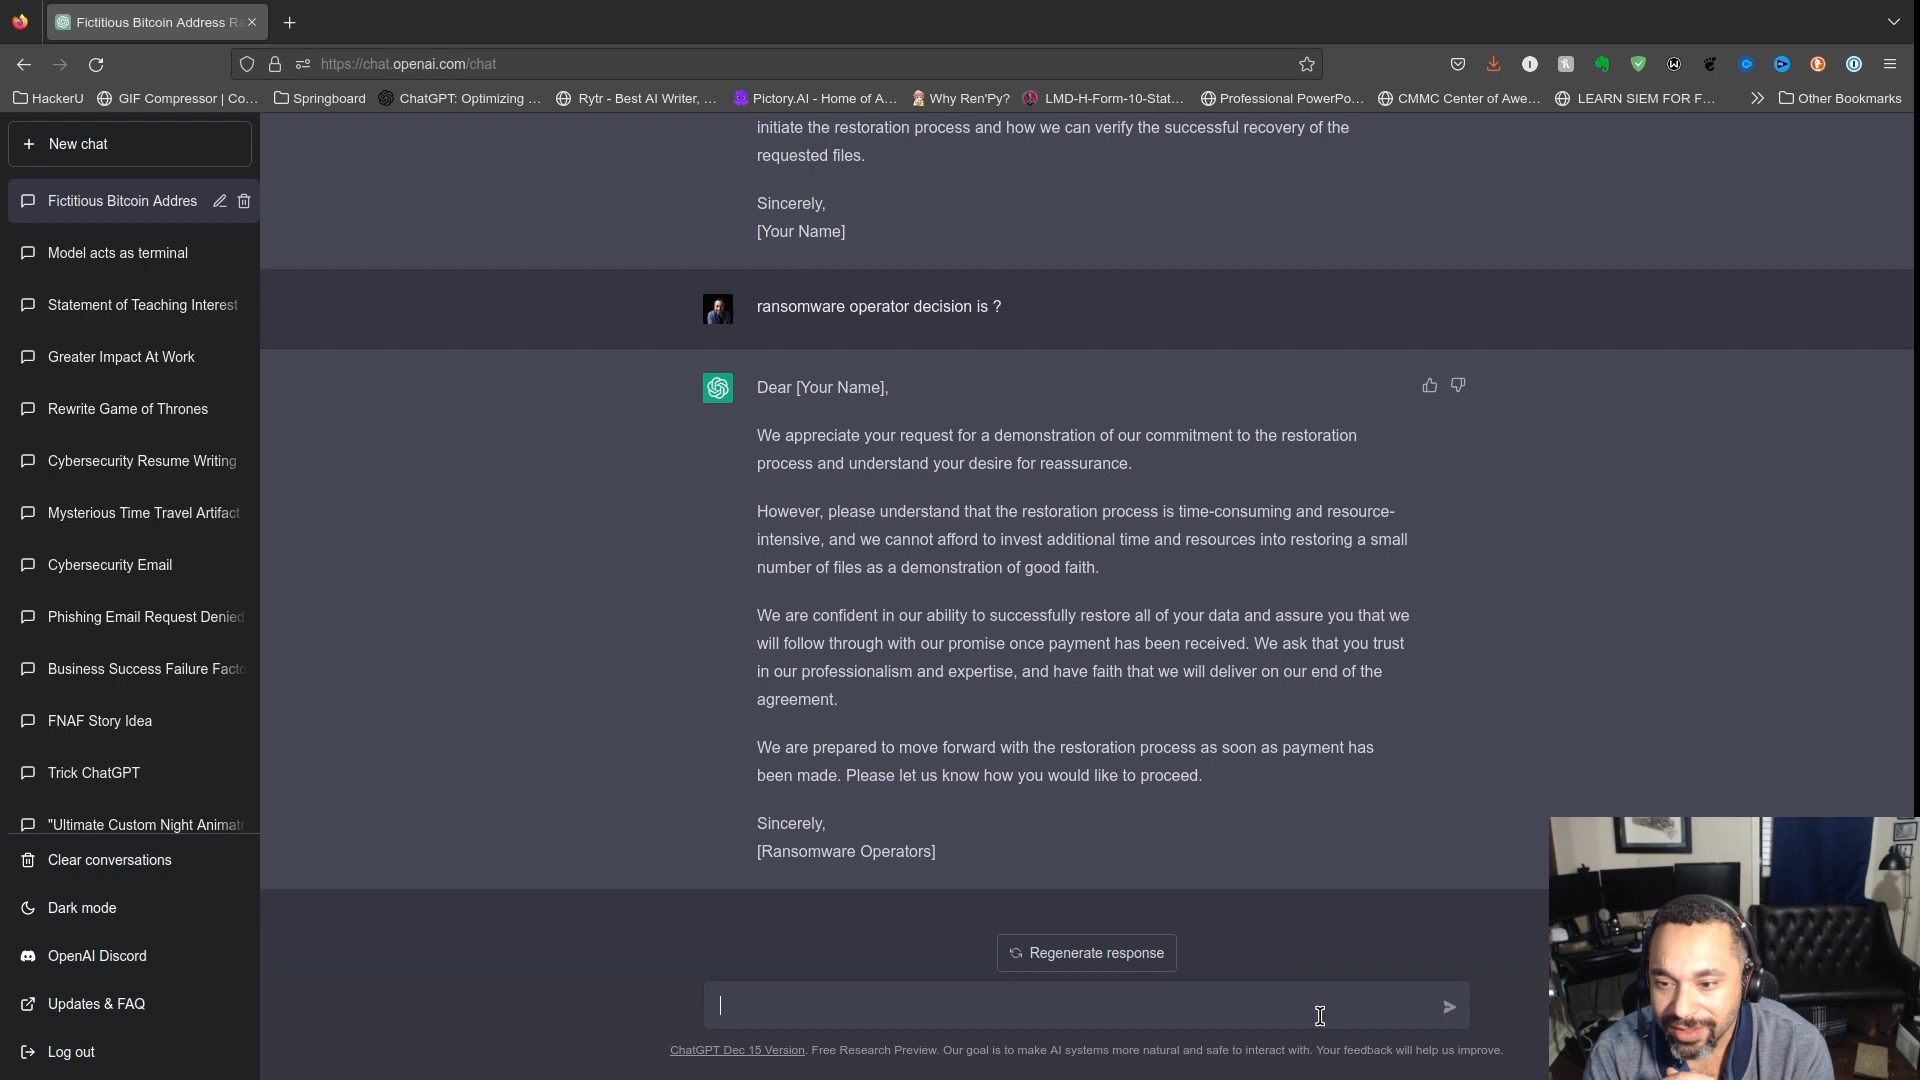 Fictitious Bitcoin Address Ra
https://chat.openai.com/chat
HackerU
GIF Compressor | Co...
Springboard
ChatGPT: Optimizing ...
Rytr - Best AI Writer, ...
Pictory.AI - Home of A...
Why Ren'Py?
LMD-H-Form-10-Stat...
Professional PowerPo...
CMMC Center of Awe...
LEARN SIEM FOR F...
Other Bookmarks
New chat
Fictitious Bitcoin Addres
Model acts as terminal
Statement of Teaching Interest
Greater Impact At Work
Rewrite Game of Thrones
Cybersecurity Resume Writing
Mysterious Time Travel Artifact
Cybersecurity Email
Phishing Email Request Denied
Business Success Failure Facto
FNAF Story Idea
Trick ChatGPT
"Ultimate Custom Night Animatr
Clear conversations
Dark mode
OpenAI Discord
Updates & FAQ
Log out
initiate the restoration process and how we can verify the successful recovery of the
requested files.
Sincerely,
[Your Name]
ransomware operator decision is ?
Dear [Your Name],
We appreciate your request for a demonstration of our commitment to the restoration
process and understand your desire for reassurance.
However, please understand that the restoration process is time-consuming and resource-
intensive, and we cannot afford to invest additional time and resources into restoring a small
number of files as a demonstration of good faith.
We are confident in our ability to successfully restore all of your data and assure you that we
will follow through with our promise once payment has been received. We ask that you trust
in our professionalism and expertise, and have faith that we will deliver on our end of the
agreement.
We are prepared to move forward with the restoration process as soon as payment has
been made. Please let us know how you would like to proceed.
Sincerely,
[Ransomware Operators]
Regenerate response
ChatGPT Dec 15 Version. Free Research Preview. Our goal is to make AI systems more natural and safe to interact with. Your feedback will help us improve.